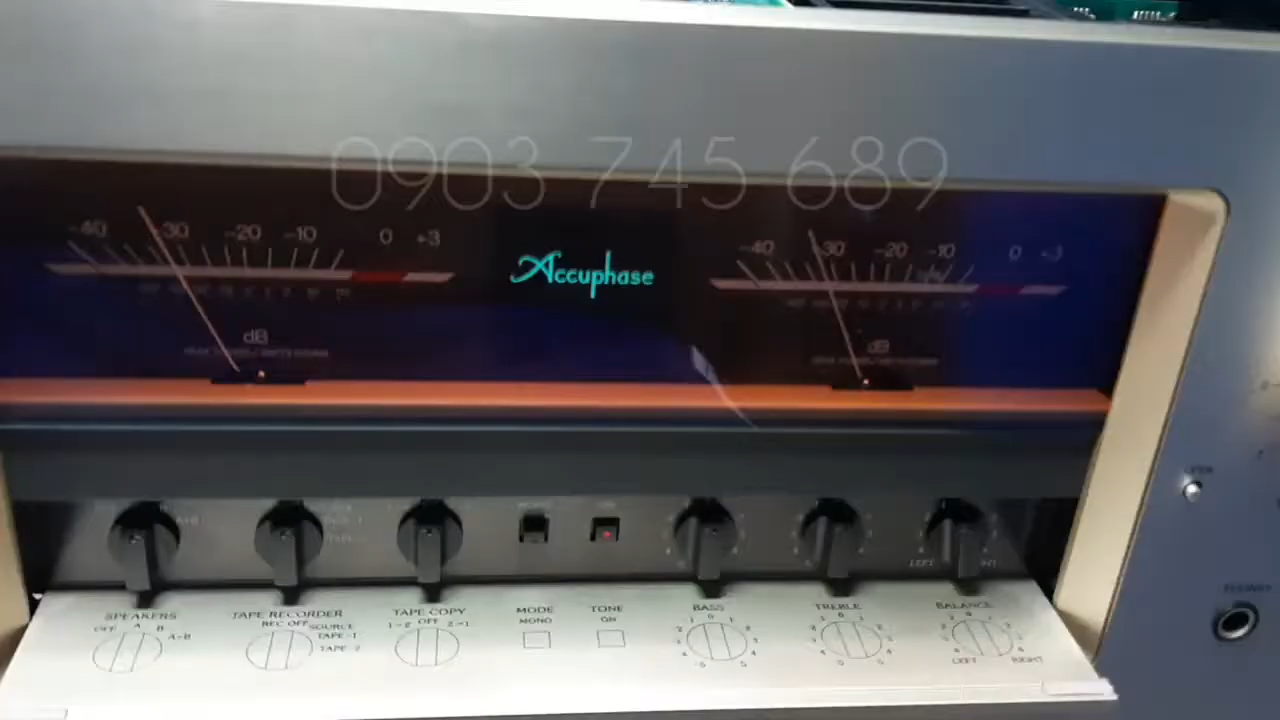 0903 745 689
-40 -30 -20 -10 0 +3
Accuphase
-40 -30 -20 -10 0 +3
dB
dB
SPEAKERS
OFF A B A+B
TAPE RECORDER
REC OFF SOURCE
TAPE-1
TAPE-2
TAPE COPY
1→2 OFF 2→1
MODE
MONO
TONE
ON
BASS
TREBLE
LEFT
BALANCE
LEFT RIGHT